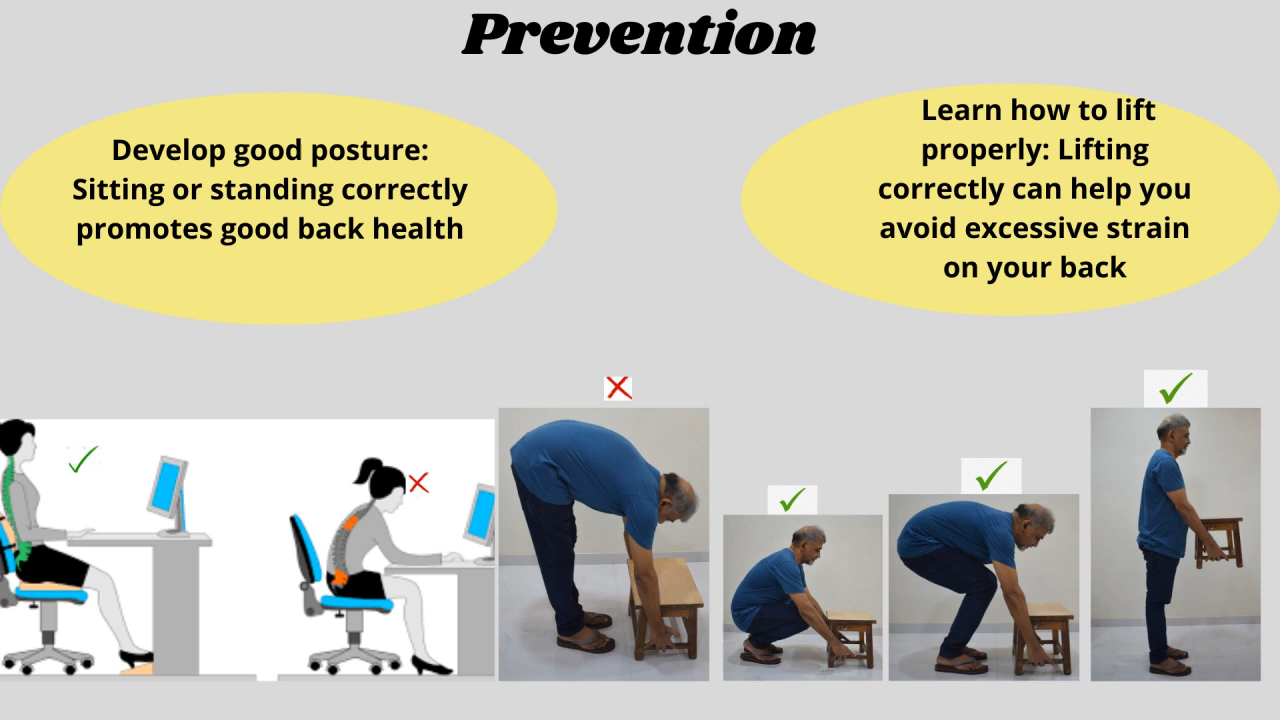 Prevention
Develop good posture:
Sitting or standing correctly
promotes good back health
Learn how to lift
properly: Lifting
correctly can help you
avoid excessive strain
on your back